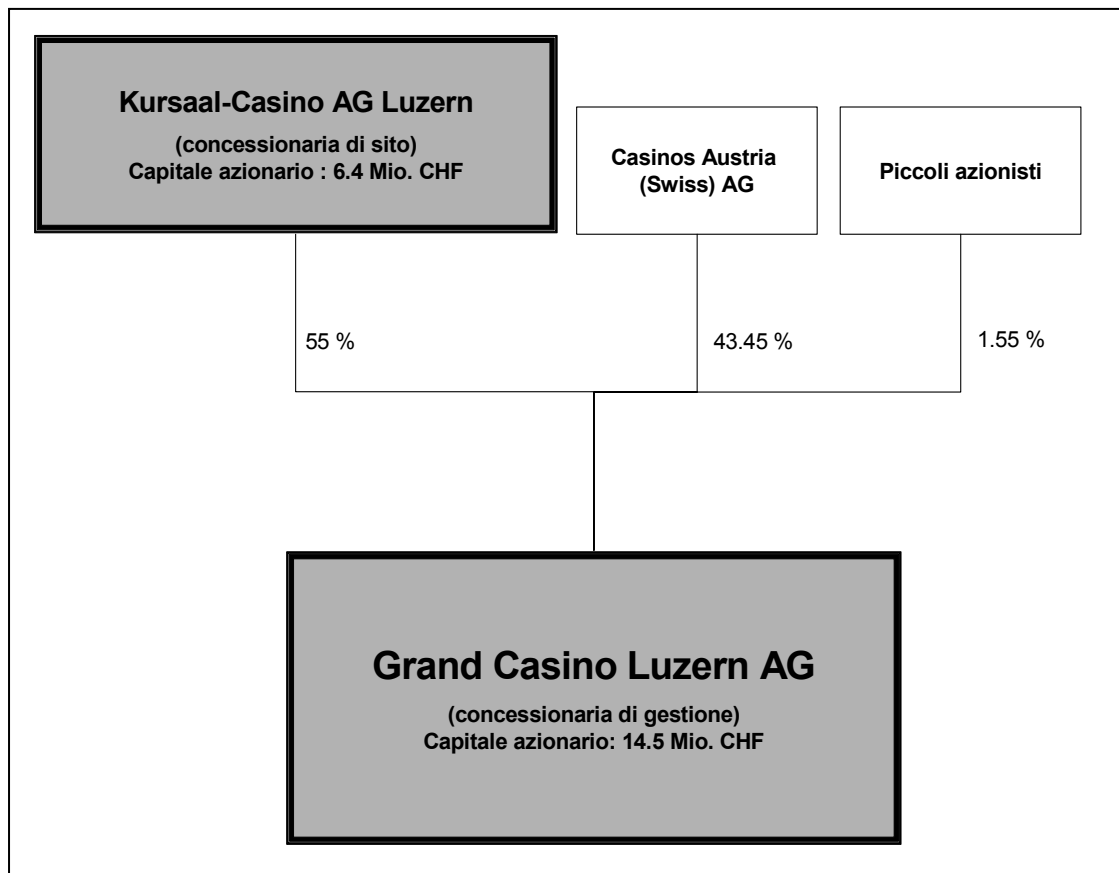 Kursaal-Casino AG Luzern
(concessionaria di sito)
Capitale azionario : 6.4 Mio. CHF
Casinos Austria
(Swiss) AG
Piccoli azionisti
55 %
43.45 %
1.55 %
Grand Casino Luzern AG
(concessionaria di gestione)
Capitale azionario: 14.5 Mio. CHF